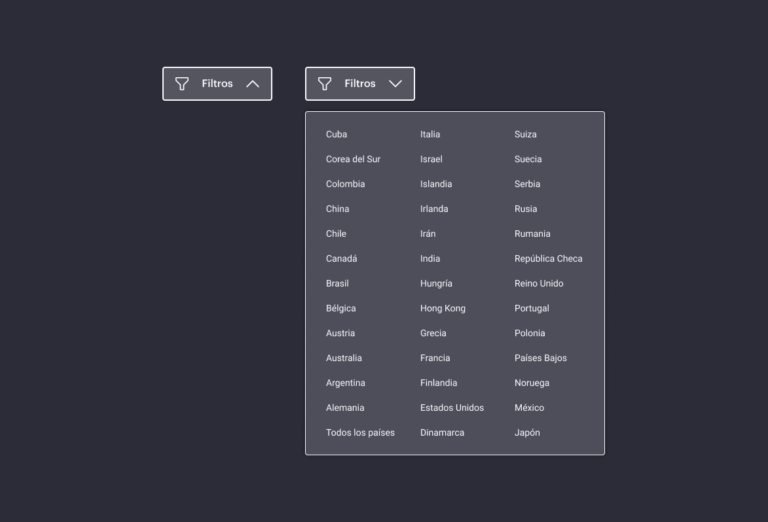 Filtros
Filtros
Cuba
Corea del Sur
Colombia
China
Chile
Canadá
Brasil
Bélgica
Austria
Australia
Argentina
Alemania
Todos los países
Italia
Israel
Islandia
Irlanda
Irán
India
Hungría
Hong Kong
Grecia
Francia
Finlandia
Estados Unidos
Dinamarca
Suiza
Suecia
Serbia
Rusia
Rumania
República Checa
Reino Unido
Portugal
Polonia
Países Bajos
Noruega
México
Japón